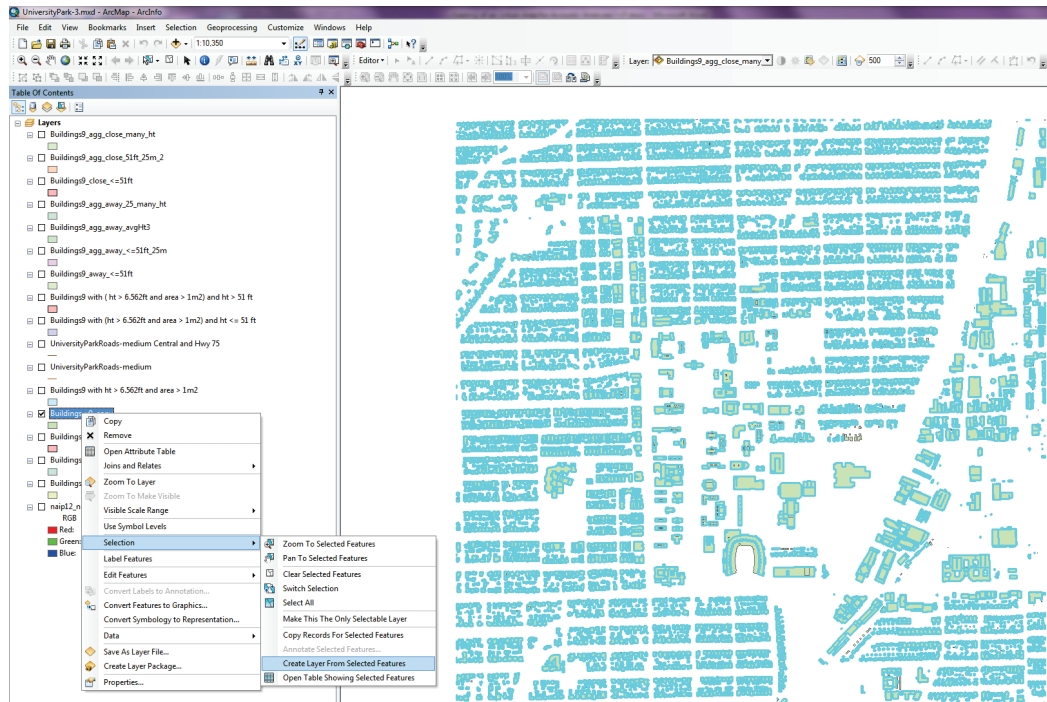 UniversityPark-3.mxd - ArcMap - ArcInfo
File Edit View Bookmarks Insert Selection Geoprocessing Customize Windows Help
1:10,350
Editor Layer: Buildings9_agg_close_many_ 500
Table Of Contents
Layers
Buildings9_agg_close_many_ht
Buildings9_agg_close_51ft_25m_2
Buildings9_close_<=51ft
Buildings9_agg_away_25_many_ht
Buildings9_agg_away_avgHt3
Buildings9_agg_away_<=51ft_25m
Buildings9_away_<=51ft
Buildings9 with ( ht > 6.562ft and area > 1m2) and ht > 51 ft
Buildings9 with (ht > 6.562ft and area > 1m2) and ht <= 51 ft
UniversityParkRoads-medium Central and Hwy 75
UniversityParkRoads-medium
Buildings9 with ht > 6.562ft and area > 1m2
Buildings
Buildings
Buildings
Buildings
naip12_n
RGB
Red:
Green:
Blue:
Copy
Remove
Open Attribute Table
Joins and Relates
Zoom To Layer
Zoom To Make Visible
Visible Scale Range
Use Symbol Levels
Selection
Label Features
Edit Features
Convert Labels to Annotation...
Convert Features to Graphics...
Convert Symbology to Representation...
Data
Save As Layer File...
Create Layer Package...
Properties...
Zoom To Selected Features
Pan To Selected Features
Clear Selected Features
Switch Selection
Select All
Make This The Only Selectable Layer
Copy Records For Selected Features
Annotate Selected Features...
Create Layer From Selected Features
Open Table Showing Selected Features